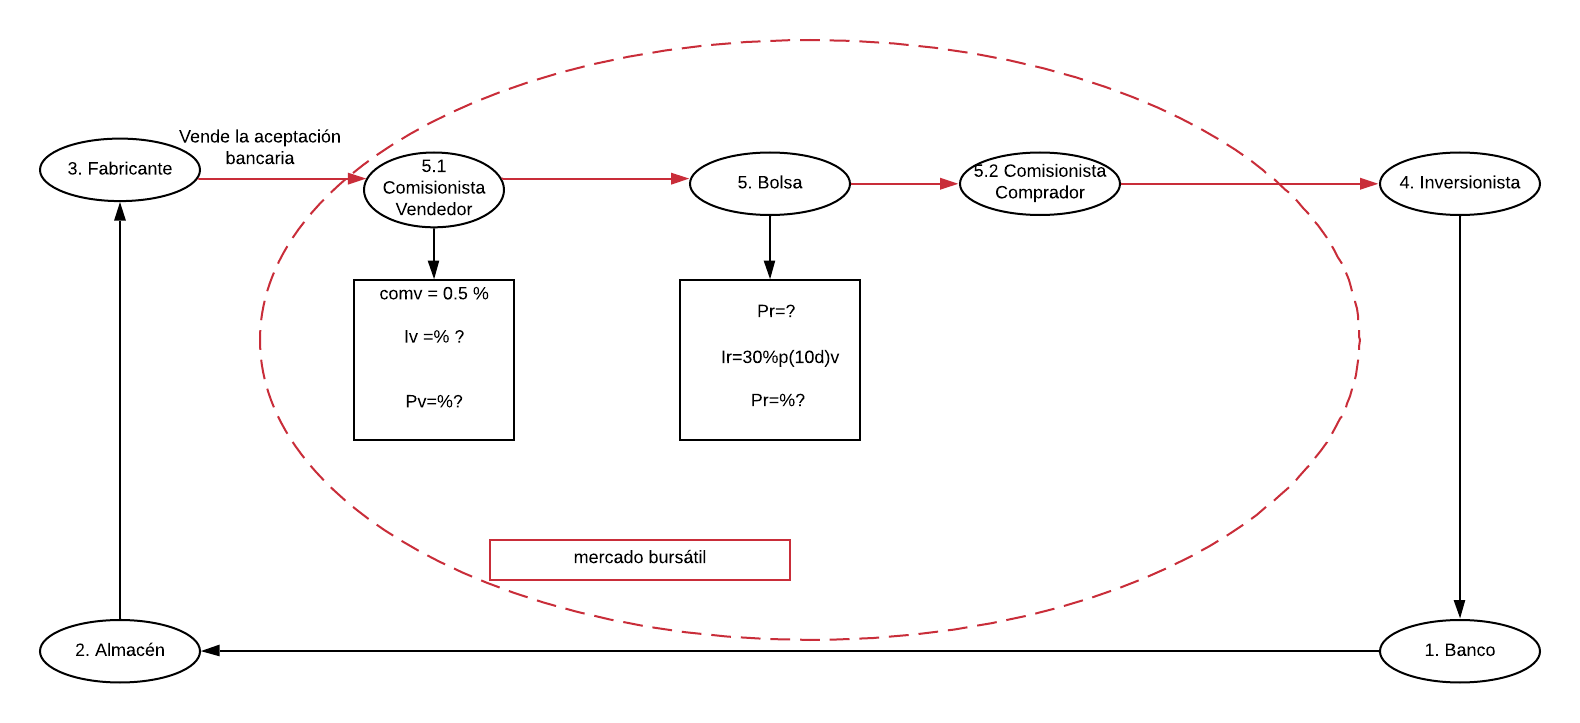 Vende la aceptación
bancaria
3. Fabricante
5.1
Comisionista
Vendedor
5. Bolsa
5.2 Comisionista
Comprador
4. Inversionista
comv = 0.5 %
Iv =% ?
Pv=%?
Pr=?
Ir=30%p(10d)v
Pr=%?
mercado bursátil
2. Almacén
1. Banco